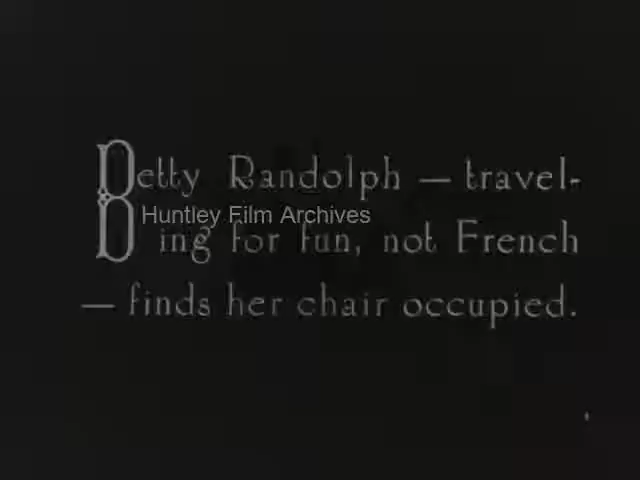 Betty Randolph — travel-
Huntley Film Archives
ing for fun, not French
— finds her chair occupied.